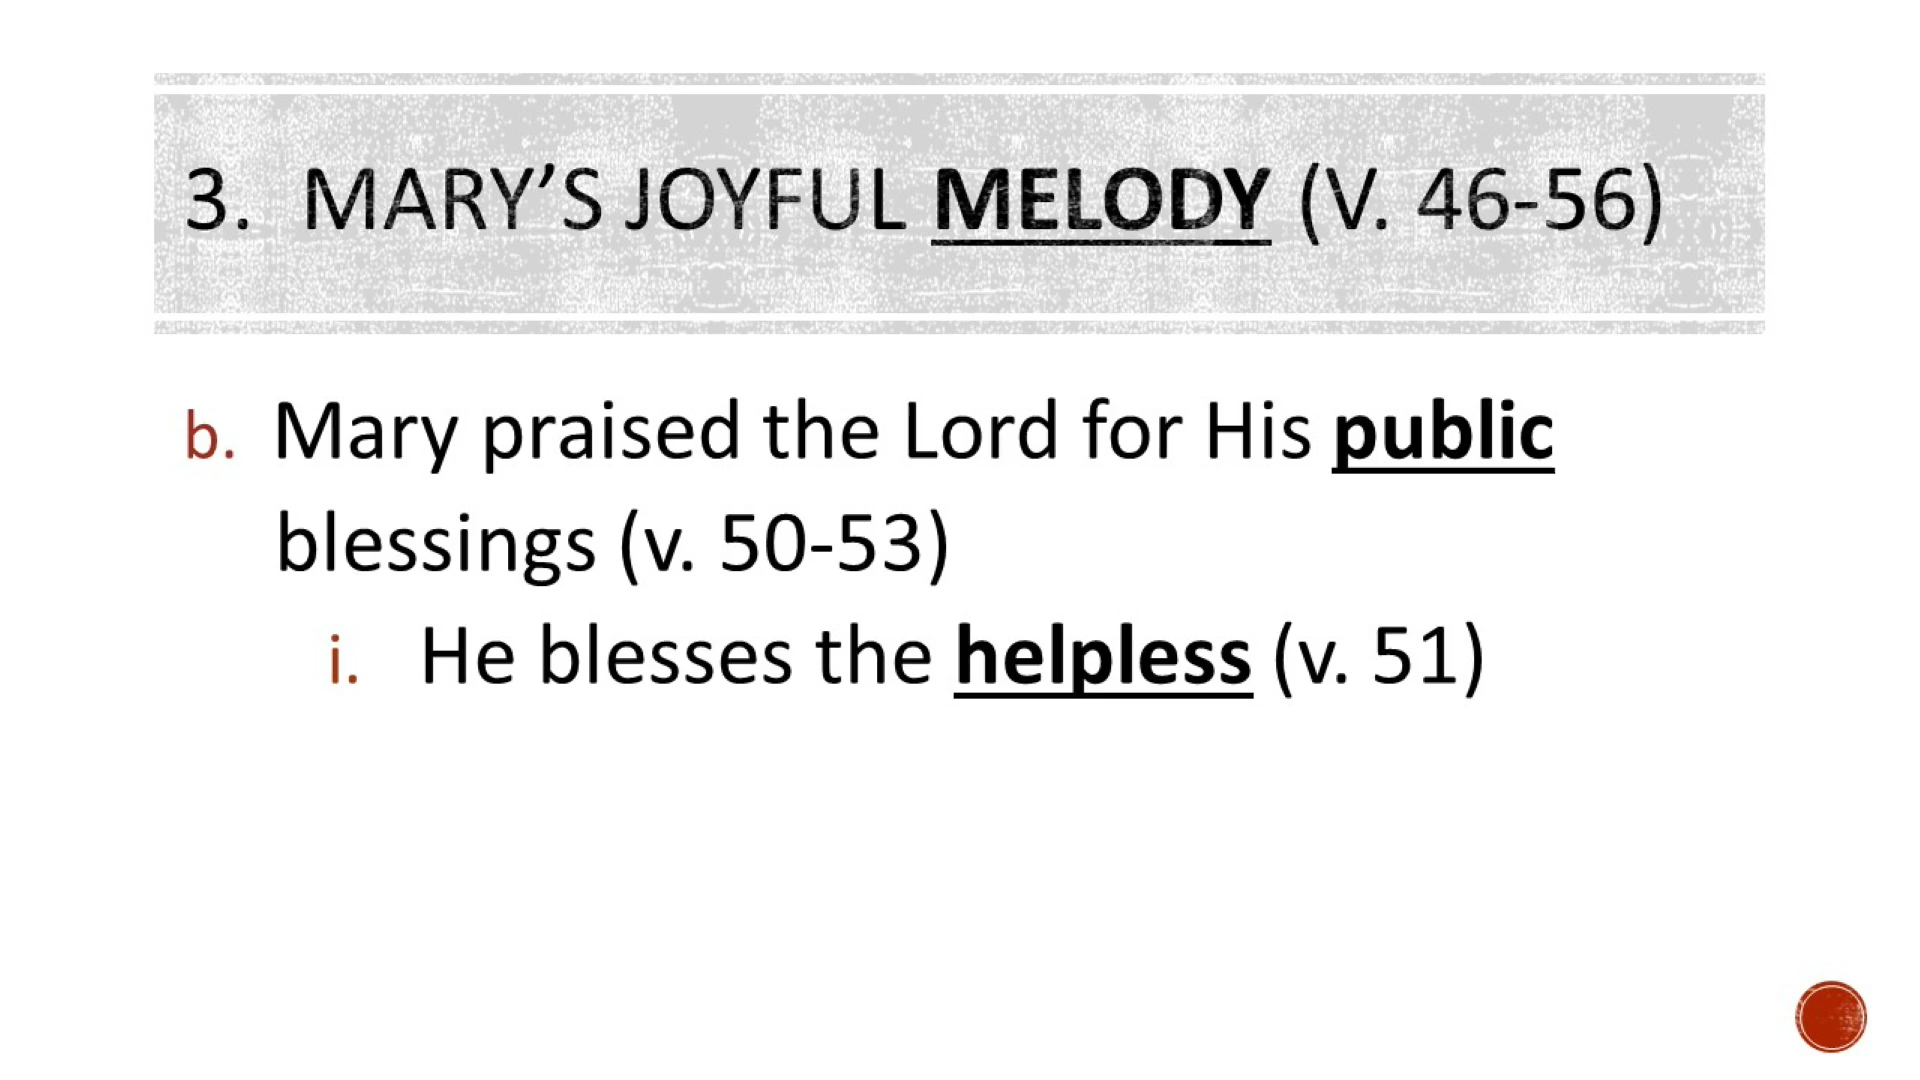 3. MARY’S JOYFUL MELODY (V. 46-56)
b. Mary praised the Lord for His public
blessings (v. 50-53)
i. He blesses the helpless (v. 51)